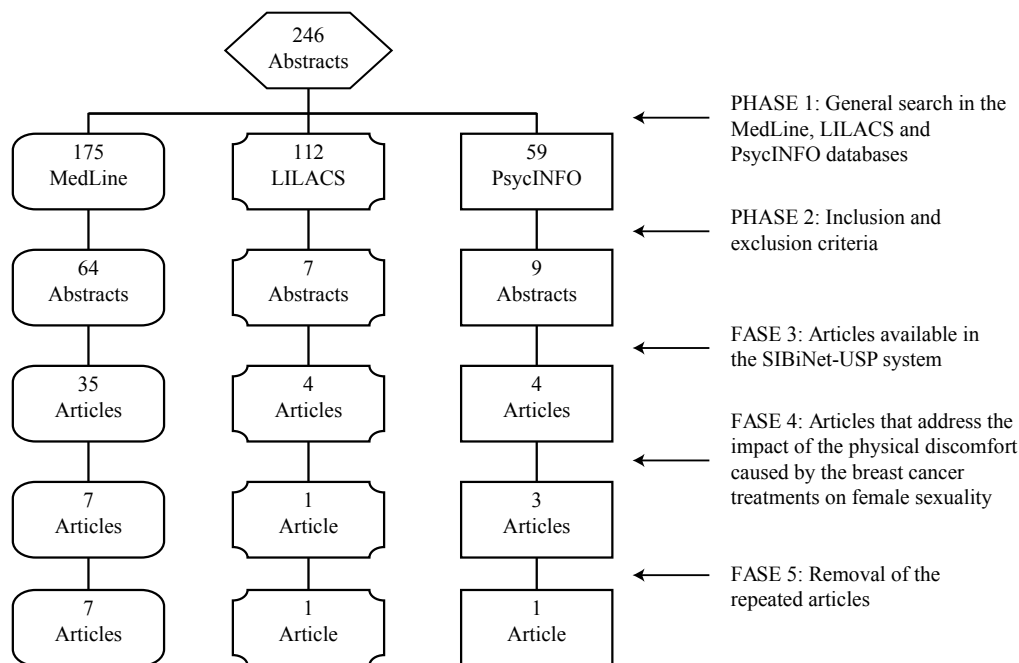 246
Abstracts
PHASE 1: General search in the
MedLine, LILACS and
PsycINFO databases
175
MedLine
112
LILACS
59
PsycINFO
PHASE 2: Inclusion and
exclusion criteria
64
Abstracts
7
Abstracts
9
Abstracts
FASE 3: Articles available in
the SIBiNet-USP system
35
Articles
4
Articles
4
Articles
FASE 4: Articles that address the
impact of the physical discomfort
caused by the breast cancer
treatments on female sexuality
7
Articles
1
Article
3
Articles
FASE 5: Removal of the
repeated articles
7
Articles
1
Article
1
Article